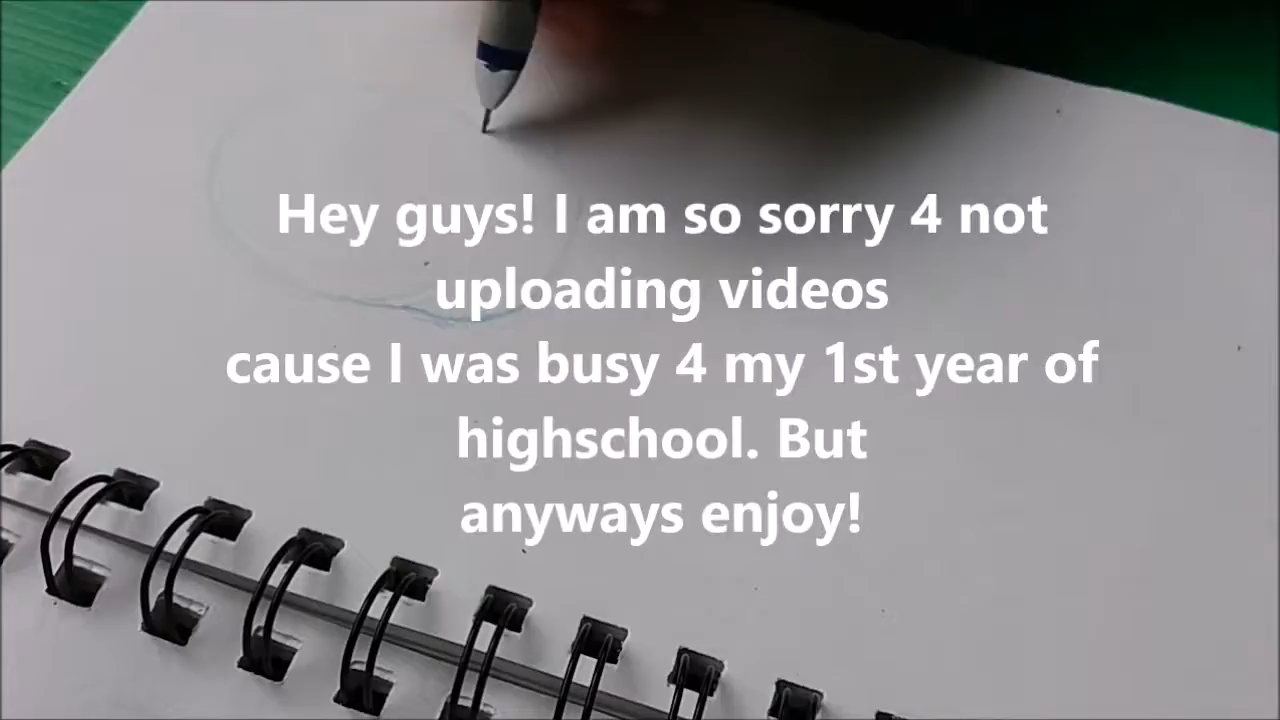 Hey guys! I am so sorry 4 not
uploading videos
cause I was busy 4 my 1st year of
highschool. But
anyways enjoy!